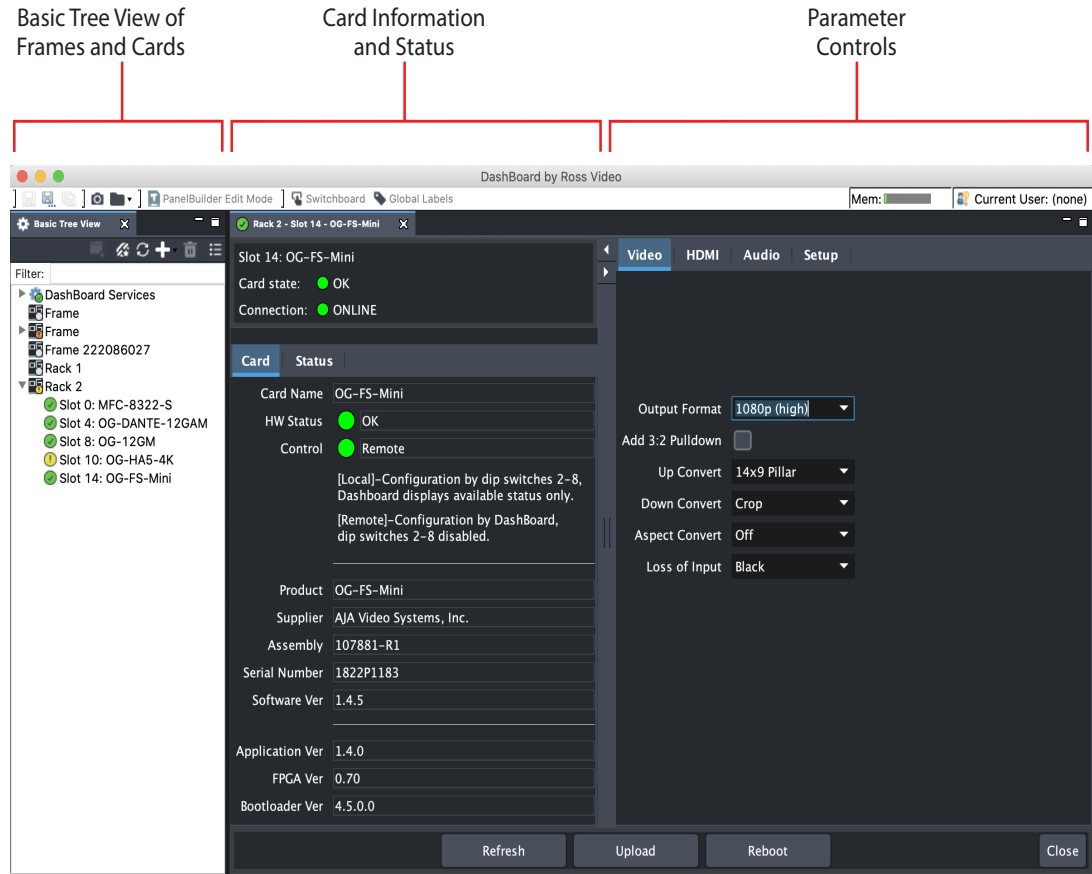 Basic Tree View of
Frames and Cards
Card Information
and Status
Parameter
Controls
DashBoard by Ross Video
PanelBuilder Edit Mode
Switchboard
Global Labels
Mem:
Current User: (none)
Basic Tree View
Rack 2 - Slot 14 - OG-FS-Mini
Filter:
DashBoard Services
Frame
Frame
Frame 222086027
Rack 1
Rack 2
Slot 0: MFC-8322-S
Slot 4: OG-DANTE-12GAM
Slot 8: OG-12GM
Slot 10: OG-HA5-4K
Slot 14: OG-FS-Mini
Slot 14: OG-FS-Mini
Card state: OK
Connection: ONLINE
Card Status
Card Name OG-FS-Mini
HW Status OK
Control Remote
[Local]-Configuration by dip switches 2-8,
Dashboard displays available status only.
[Remote]-Configuration by DashBoard,
dip switches 2-8 disabled.
Product OG-FS-Mini
Supplier AJA Video Systems, Inc.
Assembly 107881-R1
Serial Number 1822P1183
Software Ver 1.4.5
Application Ver 1.4.0
FPGA Ver 0.70
Bootloader Ver 4.5.0.0
Video HDMI Audio Setup
Output Format 1080p (high)
Add 3:2 Pulldown
Up Convert 14x9 Pillar
Down Convert Crop
Aspect Convert Off
Loss of Input Black
Refresh Upload Reboot Close